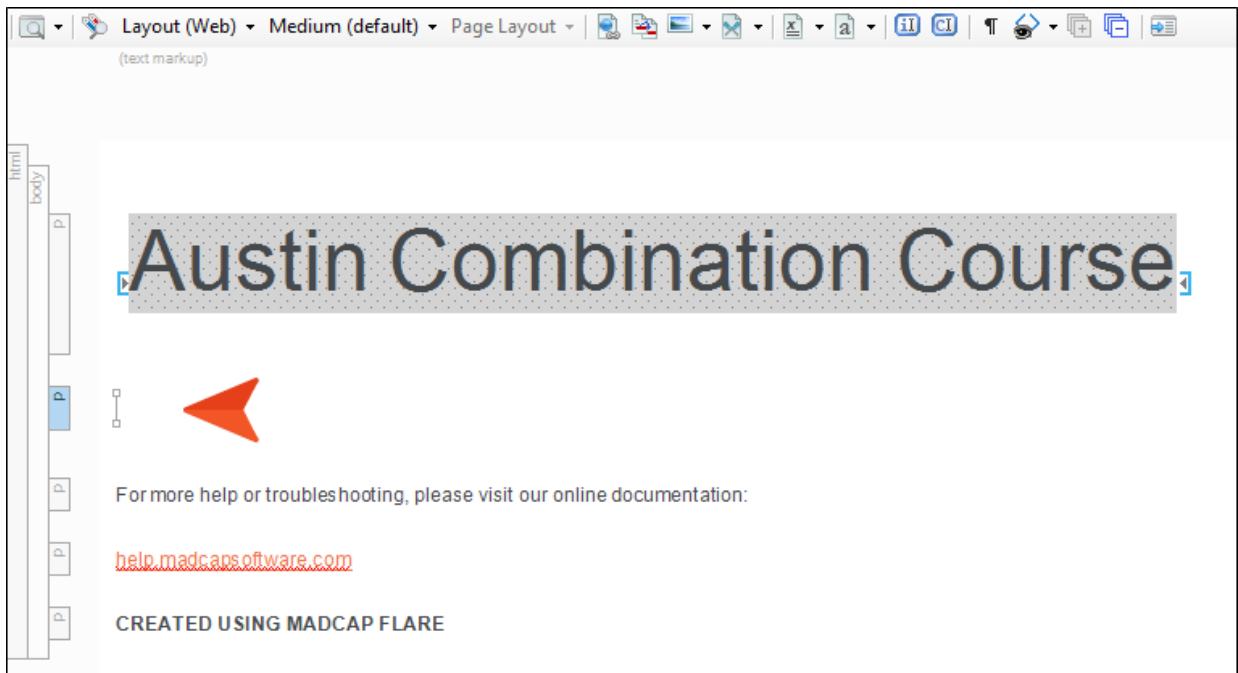 Layout (Web) Medium (default) Page Layout
(text markup)
html
body
p
Austin Combination Course
p
p
For more help or troubleshooting, please visit our online documentation:
p
help.madcapsoftware.com
p
CREATED USING MADCAP FLARE